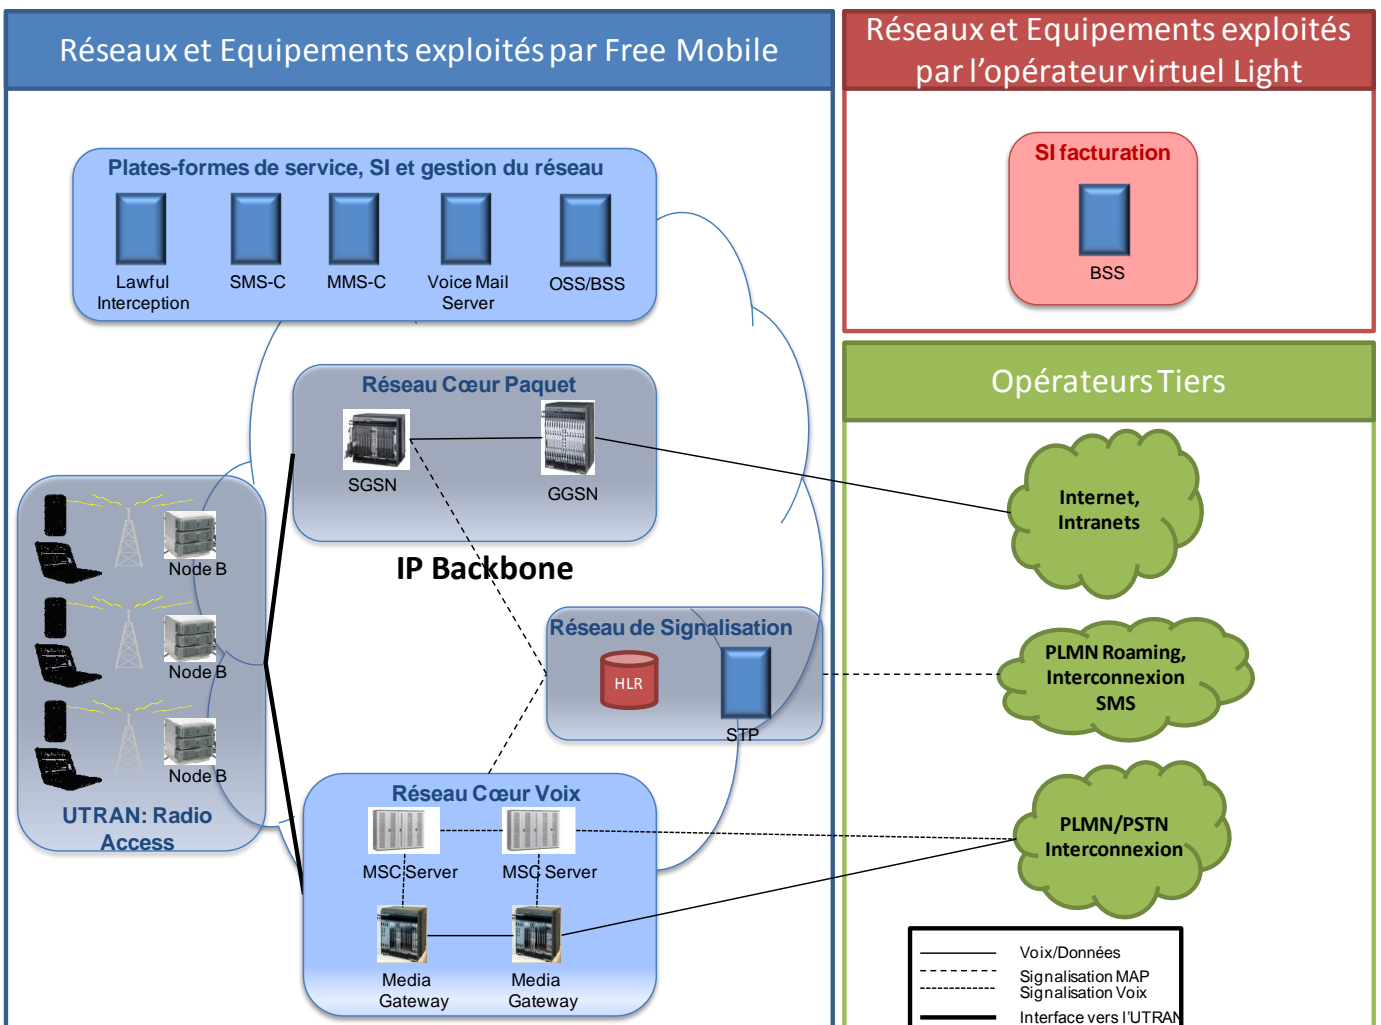 Réseaux et Equipements exploités par Free Mobile
Réseaux et Equipements exploités
par l’opérateur virtuel Light
Plates-formes de service, SI et gestion du réseau
Lawful
Interception
SMS-C
MMS-C
Voice Mail
Server
OSS/BSS
SI facturation
BSS
Opérateurs Tiers
Réseau Cœur Paquet
SGSN
GGSN
IP Backbone
Internet,
Intranets
Node B
Node B
Node B
UTRAN: Radio
Access
Réseau de Signalisation
HLR
STP
PLMN Roaming,
Interconnexion
SMS
Réseau Cœur Voix
MSC Server
MSC Server
Media
Gateway
Media
Gateway
PLMN/PSTN
Interconnexion
Voix/Données
Signalisation MAP
Signalisation Voix
Interface vers l’UTRAN